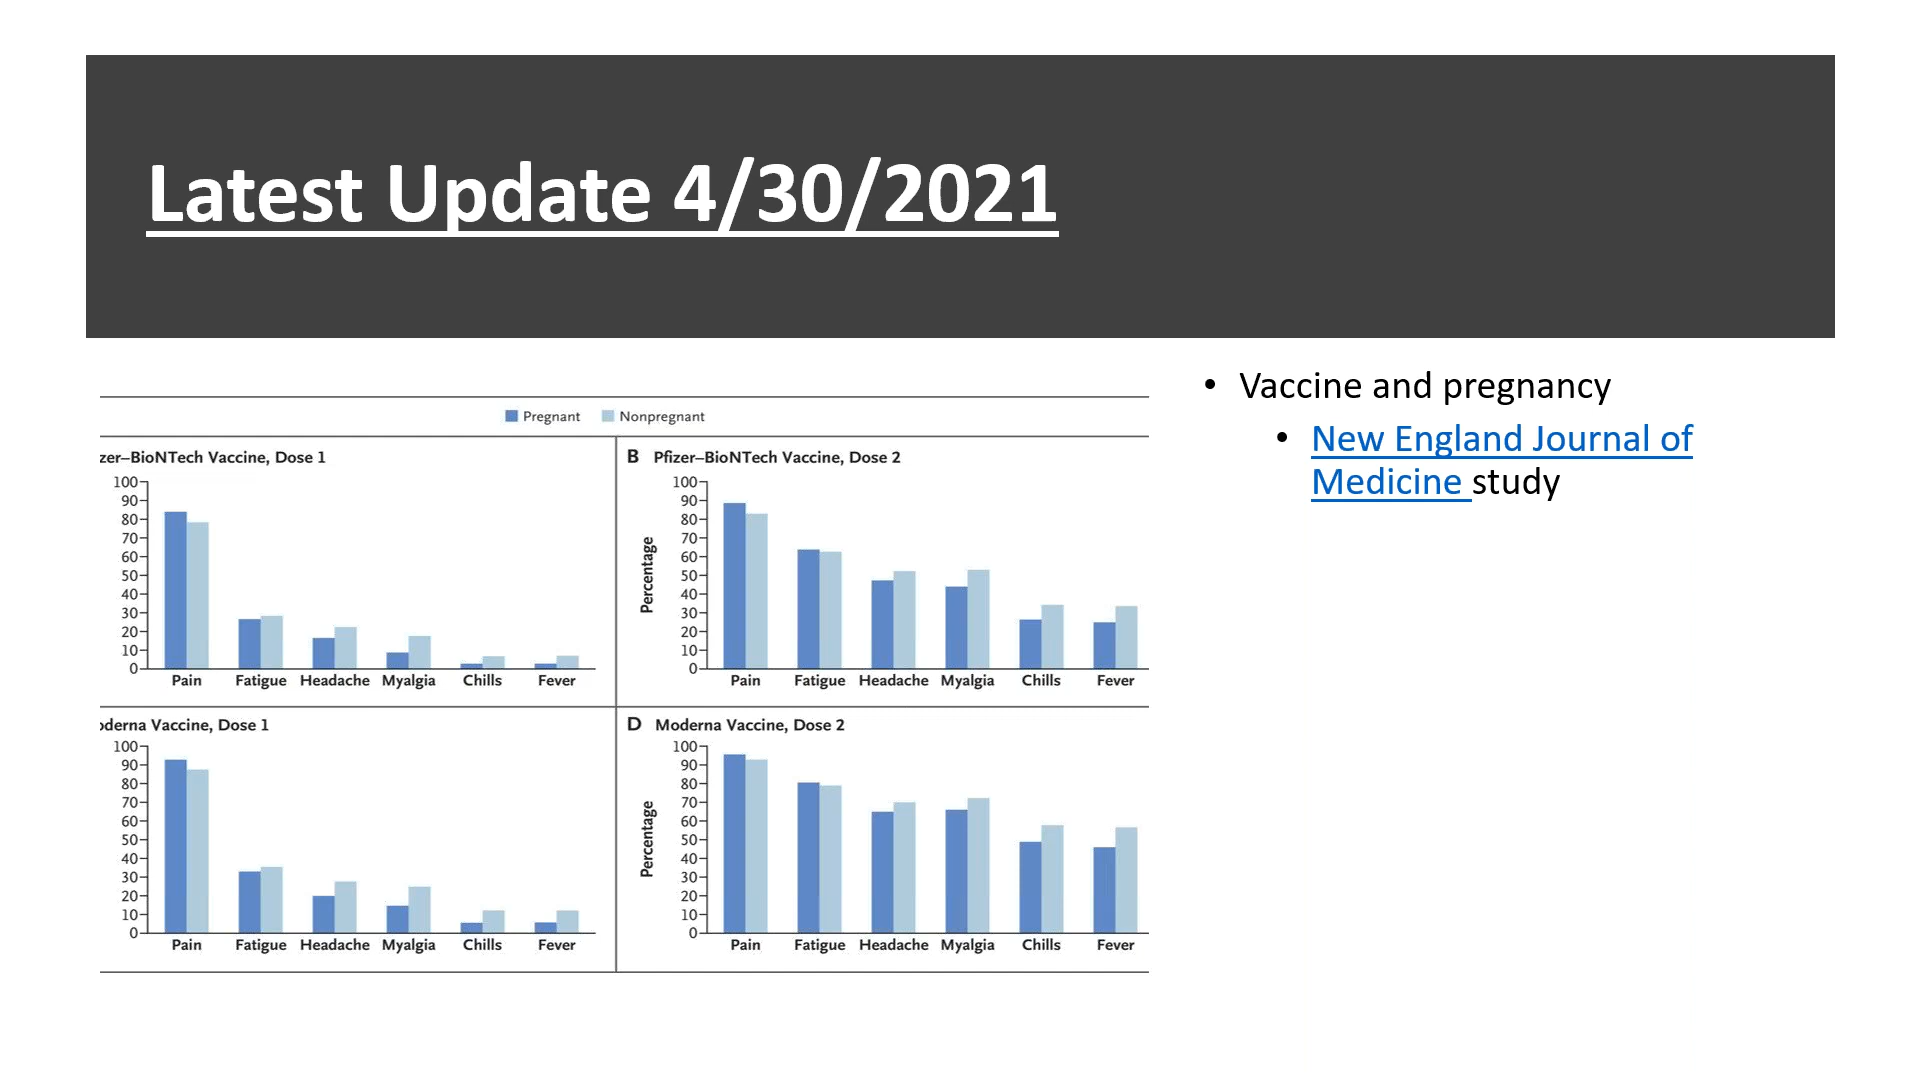 Latest Update 4/30/2021
Pregnant Nonpregnant
zer–BioNTech Vaccine, Dose 1
100
90
80
70
60
50
40
30
20
10
0
Pain Fatigue Headache Myalgia Chills Fever
B Pfizer–BioNTech Vaccine, Dose 2
Percentage
100
90
80
70
60
50
40
30
20
10
0
Pain Fatigue Headache Myalgia Chills Fever
oderna Vaccine, Dose 1
100
90
80
70
60
50
40
30
20
10
0
Pain Fatigue Headache Myalgia Chills Fever
D Moderna Vaccine, Dose 2
Percentage
100
90
80
70
60
50
40
30
20
10
0
Pain Fatigue Headache Myalgia Chills Fever
• Vaccine and pregnancy
• New England Journal of
Medicine study